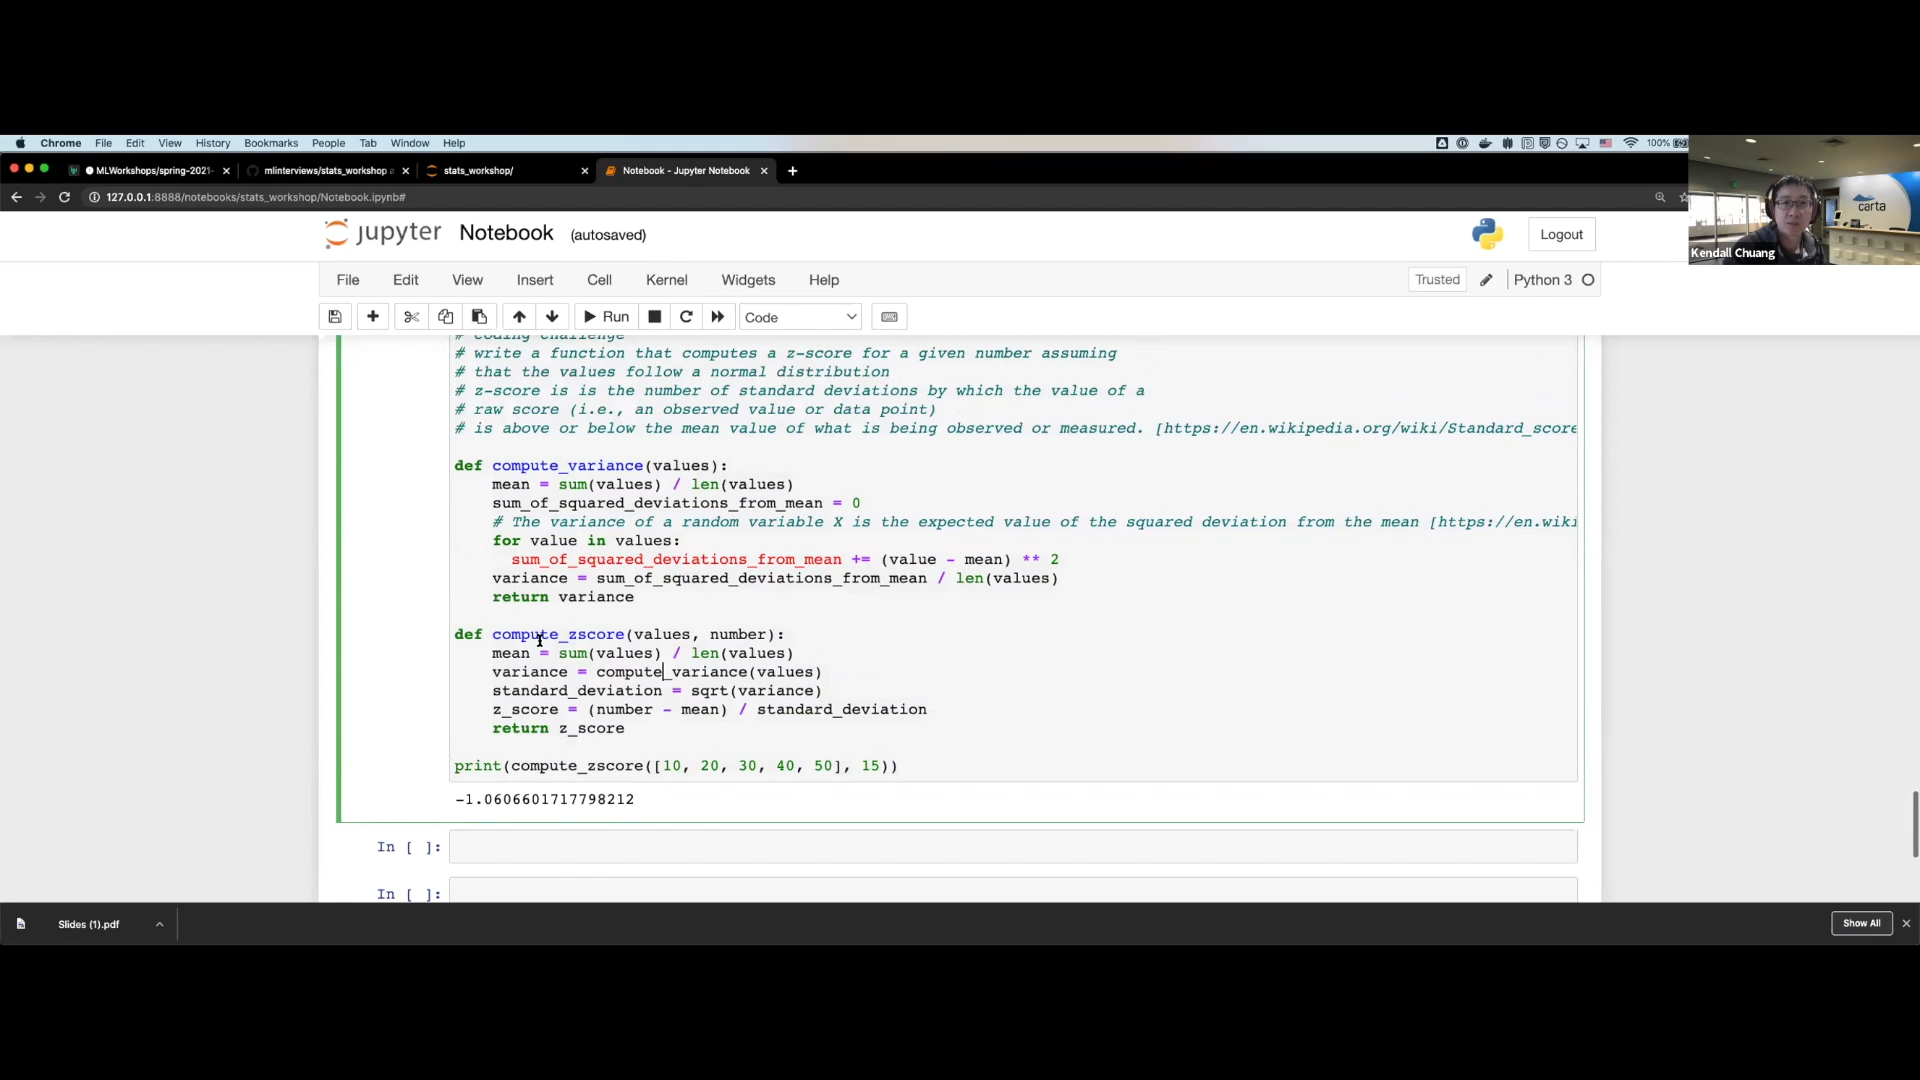 Chrome File Edit View History Bookmarks People Tab Window Help
100%
MLWorkshops/spring-2021-
mlinterviews/stats_workshop
stats_workshop/
Notebook - Jupyter Notebook
127.0.0.1:8888/notebooks/stats_workshop/Notebook.ipynb#
carta
Kendall Chuang
jupyter Notebook (autosaved)
Logout
File Edit View Insert Cell Kernel Widgets Help
Trusted
Python 3
Run
Code
# coding challenge
# write a function that computes a z-score for a given number assuming
# that the values follow a normal distribution
# z-score is is the number of standard deviations by which the value of a
# raw score (i.e., an observed value or data point)
# is above or below the mean value of what is being observed or measured. [https://en.wikipedia.org/wiki/Standard_score
def compute_variance(values):
mean = sum(values) / len(values)
sum_of_squared_deviations_from_mean = 0
# The variance of a random variable X is the expected value of the squared deviation from the mean [https://en.wiki
for value in values:
sum_of_squared_deviations_from_mean += (value - mean) ** 2
variance = sum_of_squared_deviations_from_mean / len(values)
return variance
def compute_zscore(values, number):
mean = sum(values) / len(values)
variance = compute_variance(values)
standard_deviation = sqrt(variance)
z_score = (number - mean) / standard_deviation
return z_score
print(compute_zscore([10, 20, 30, 40, 50], 15))
-1.0606601717798212
In [ ]:
In [ ]:
Slides (1).pdf
Show All